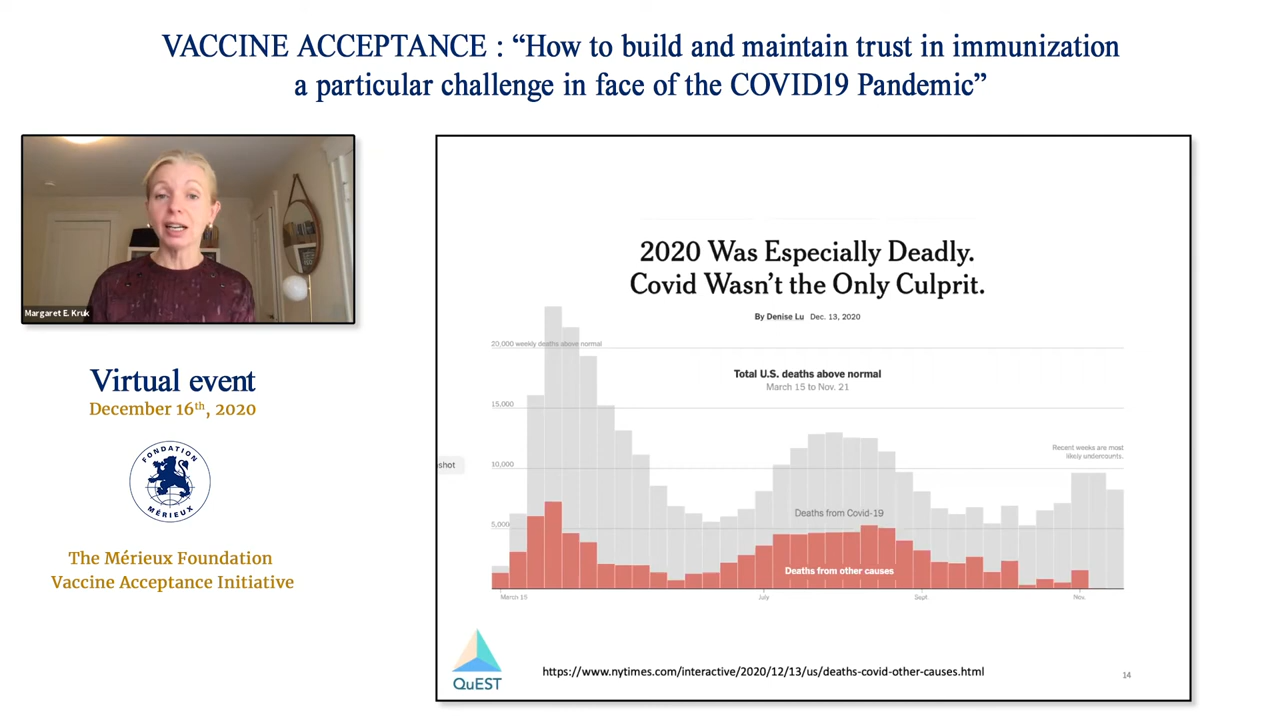 VACCINE ACCEPTANCE : “How to build and maintain trust in immunization
a particular challenge in face of the COVID19 Pandemic”
Margaret E. Kruk
Virtual event
December 16th, 2020
FONDATION
MÉRIEUX
The Mérieux Foundation
Vaccine Acceptance Initiative
2020 Was Especially Deadly.
Covid Wasn’t the Only Culprit.
By Denise Lu Dec. 13, 2020
20,000 weekly deaths above normal
Total U.S. deaths above normal
March 15 to Nov. 21
15,000
Recent weeks are most
likely undercounts.
10,000
shot
Deaths from Covid-19
5,000
Deaths from other causes
March 15 July Sept. Nov.
QuEST
https://www.nytimes.com/interactive/2020/12/13/us/deaths-covid-other-causes.html
14